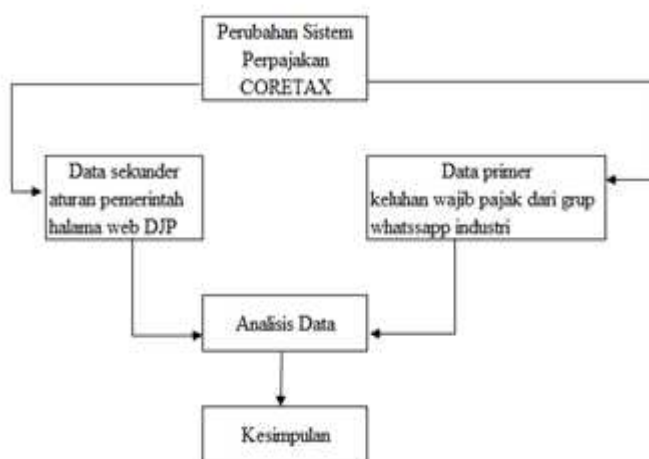 Perubahan Sistem
Perpajakan
CORETAX
Data sekunder
aturan pemerintah
halama web DJP
Data primer
keluhan wajib pajak dari grup
whatssapp industri
Analisis Data
Kesimpulan